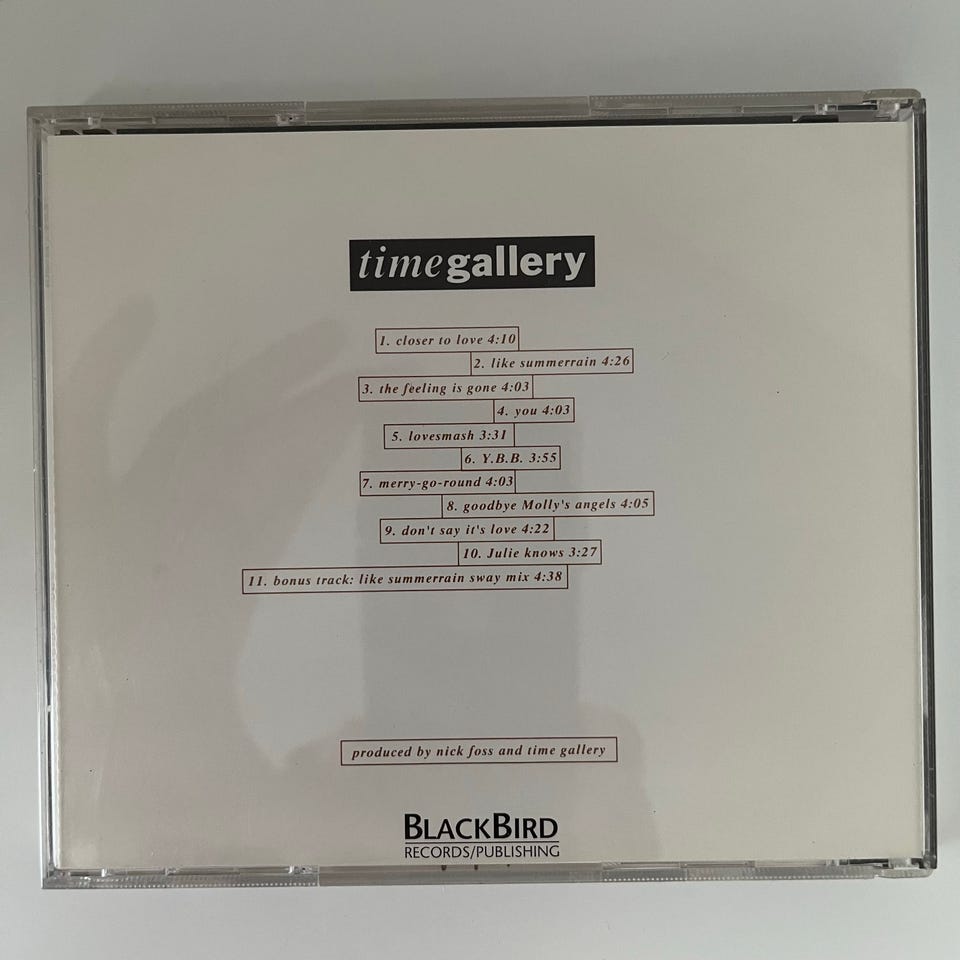 timegallery
1. closer to love 4:10
2. like summerrain 4:26
3. the feeling is gone 4:03
4. you 4:03
5. lovesmash 3:31
6. Y.B.B. 3:55
7. merry-go-round 4:03
8. goodbye Molly's angels 4:05
9. don't say it's love 4:22
10. Julie knows 3:27
11. bonus track: like summerrain sway mix 4:38
produced by nick foss and time gallery
BLACKBIRD
RECORDS/PUBLISHING